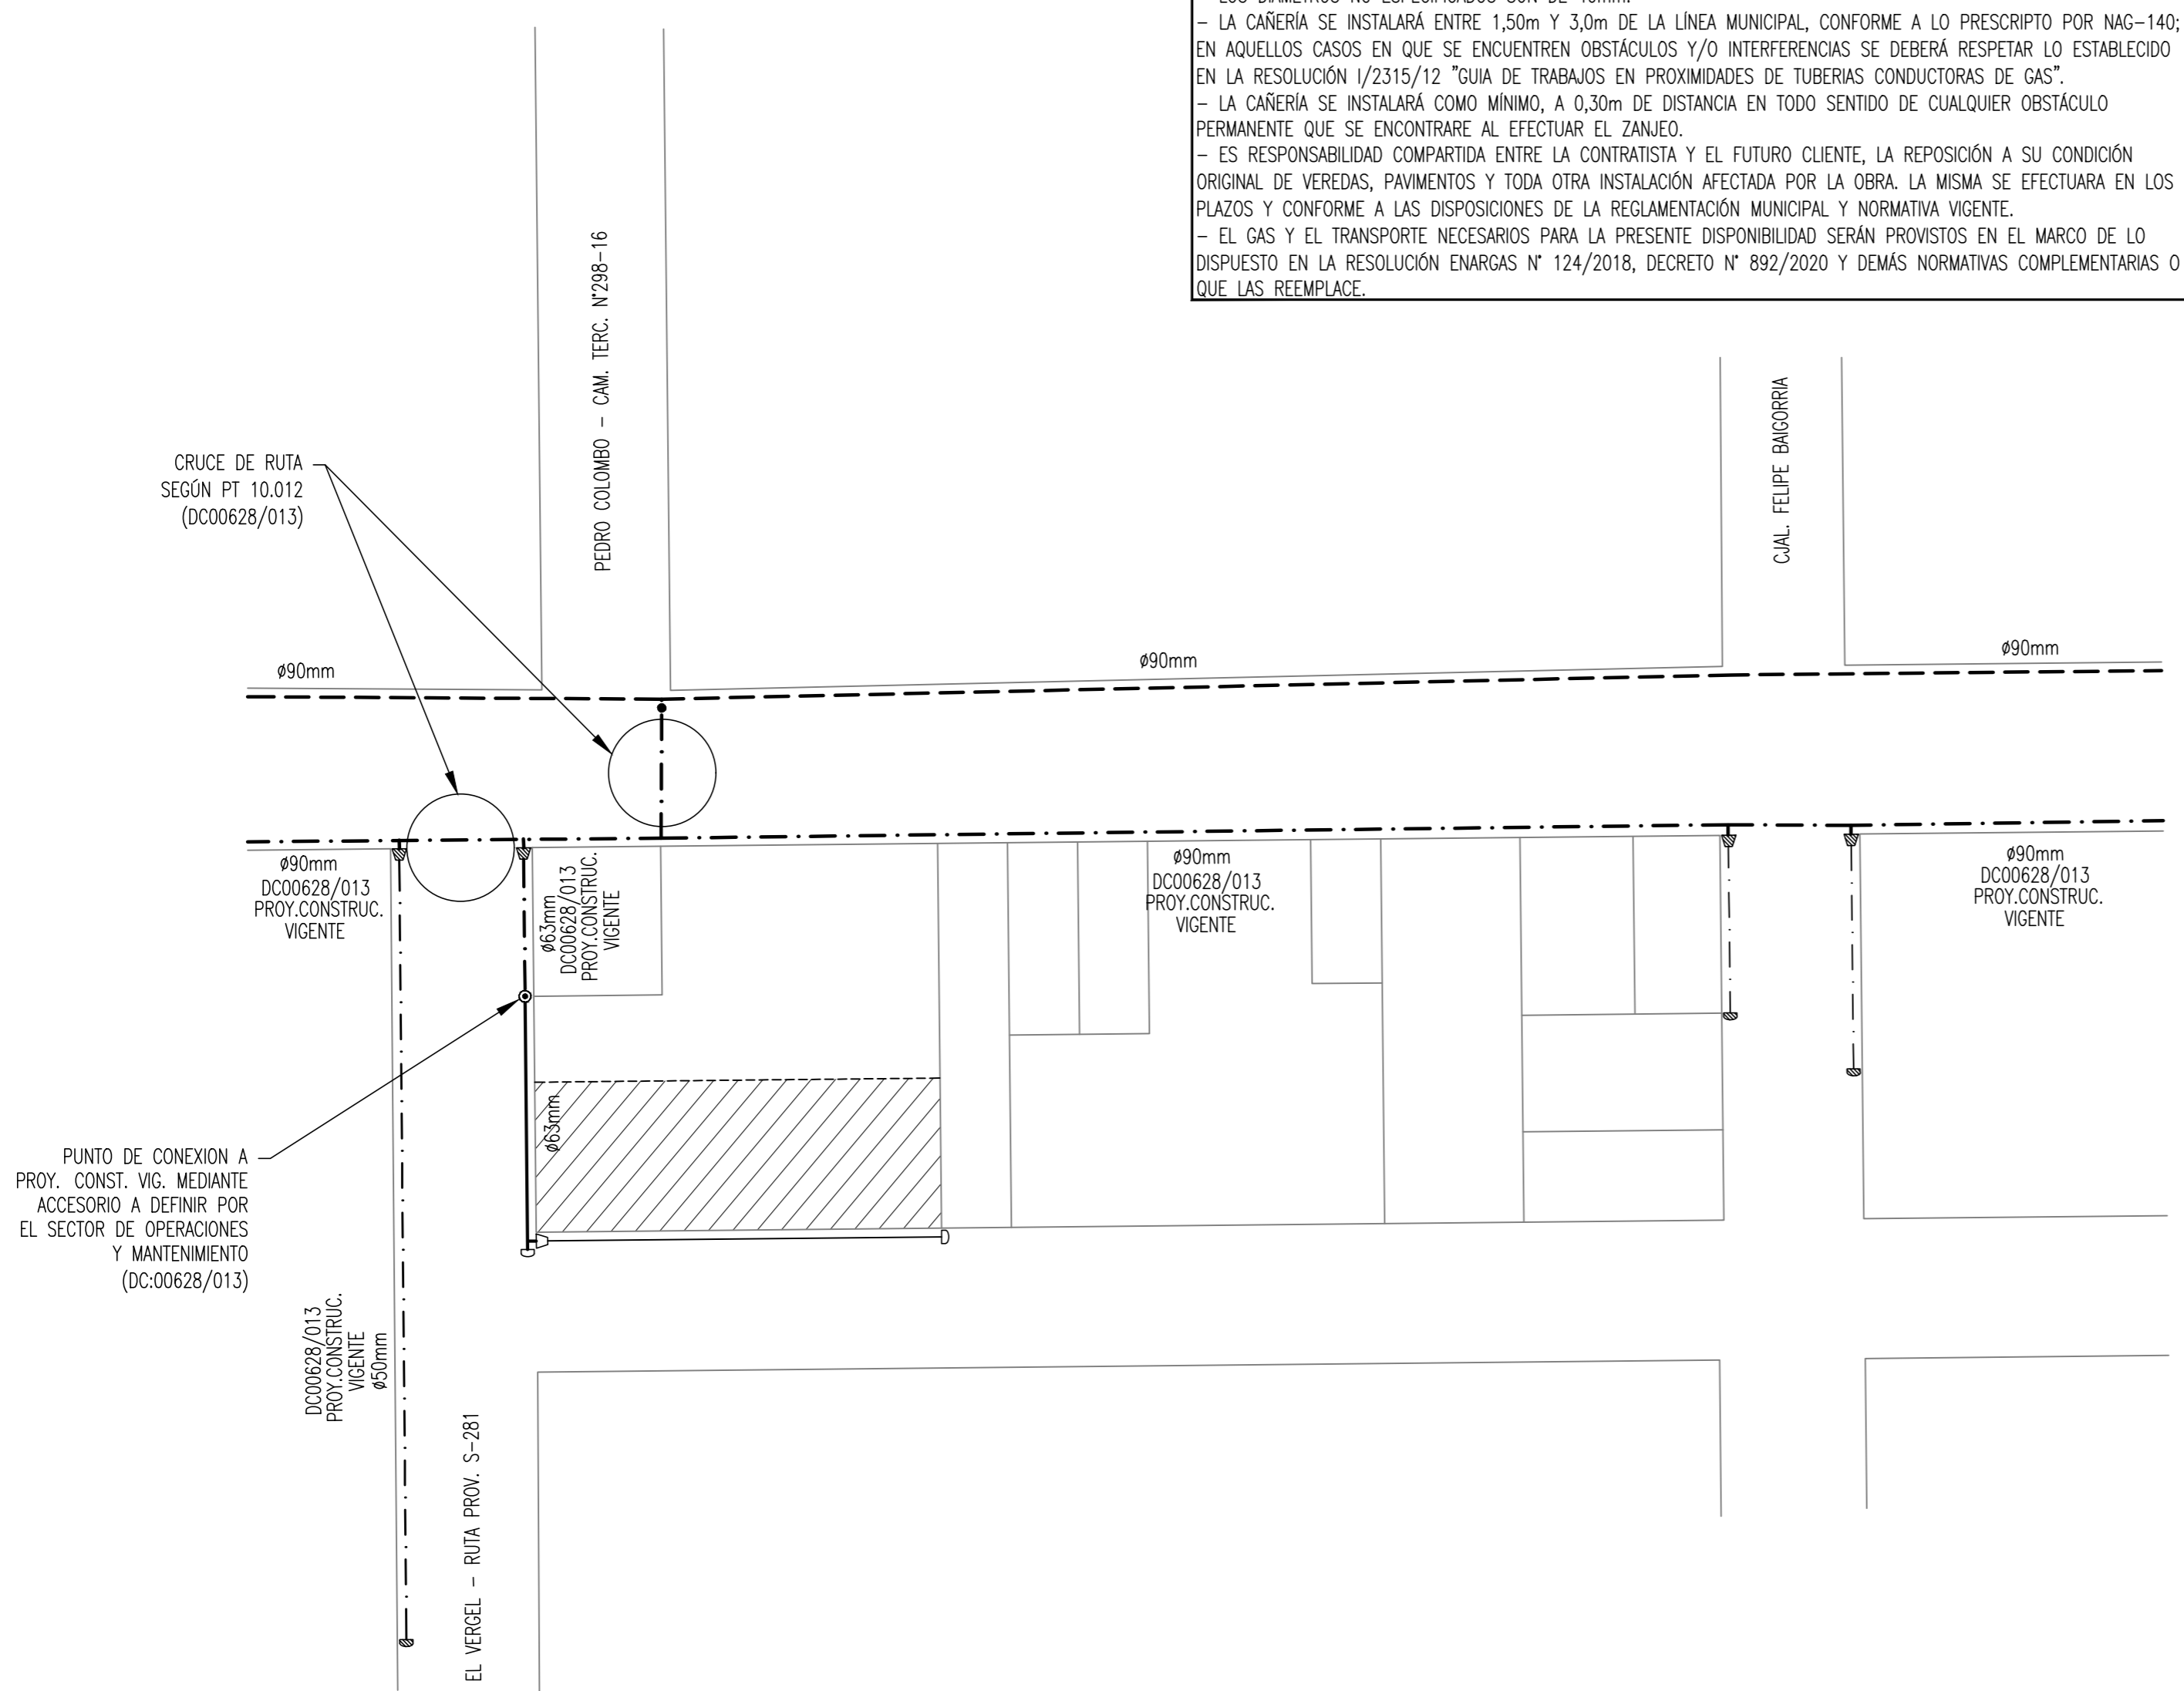 – LA CAÑERÍA SE INSTALARÁ ENTRE 1,50m Y 3,0m DE LA LÍNEA MUNICIPAL, CONFORME A LO PRESCRIPTO POR NAG–140;
EN AQUELLOS CASOS EN QUE SE ENCUENTREN OBSTÁCULOS Y/O INTERFERENCIAS SE DEBERÁ RESPETAR LO ESTABLECIDO
EN LA RESOLUCIÓN I/2315/12 "GUIA DE TRABAJOS EN PROXIMIDADES DE TUBERIAS CONDUCTORAS DE GAS".
– LA CAÑERÍA SE INSTALARÁ COMO MÍNIMO, A 0,30m DE DISTANCIA EN TODO SENTIDO DE CUALQUIER OBSTÁCULO
PERMANENTE QUE SE ENCONTRARE AL EFECTUAR EL ZANJEO.
– ES RESPONSABILIDAD COMPARTIDA ENTRE LA CONTRATISTA Y EL FUTURO CLIENTE, LA REPOSICIÓN A SU CONDICIÓN
ORIGINAL DE VEREDAS, PAVIMENTOS Y TODA OTRA INSTALACIÓN AFECTADA POR LA OBRA. LA MISMA SE EFECTUARA EN LOS
PLAZOS Y CONFORME A LAS DISPOSICIONES DE LA REGLAMENTACIÓN MUNICIPAL Y NORMATIVA VIGENTE.
– EL GAS Y EL TRANSPORTE NECESARIOS PARA LA PRESENTE DISPONIBILIDAD SERÁN PROVISTOS EN EL MARCO DE LO
DISPUESTO EN LA RESOLUCIÓN ENARGAS N° 124/2018, DECRETO N° 892/2020 Y DEMÁS NORMATIVAS COMPLEMENTARIAS O
QUE LAS REEMPLACE.
PEDRO COLOMBO – CAM. TERC. N°298–16
CJAL. FELIPE BAIGORRIA
CRUCE DE RUTA
SEGÚN PT 10.012
(DC00628/013)
ø90mm
ø90mm
ø90mm
ø90mm
DC00628/013
PROY.CONSTRUC.
VIGENTE
ø63mm
DC00628/013
PROY.CONSTRUC.
VIGENTE
ø90mm
DC00628/013
PROY.CONSTRUC.
VIGENTE
ø90mm
DC00628/013
PROY.CONSTRUC.
VIGENTE
ø63mm
PUNTO DE CONEXION A
PROY. CONST. VIG. MEDIANTE
ACCESORIO A DEFINIR POR
EL SECTOR DE OPERACIONES
Y MANTENIMIENTO
(DC:00628/013)
DC00628/013
PROY.CONSTRUC.
VIGENTE
ø50mm
EL VERGEL – RUTA PROV. S–281